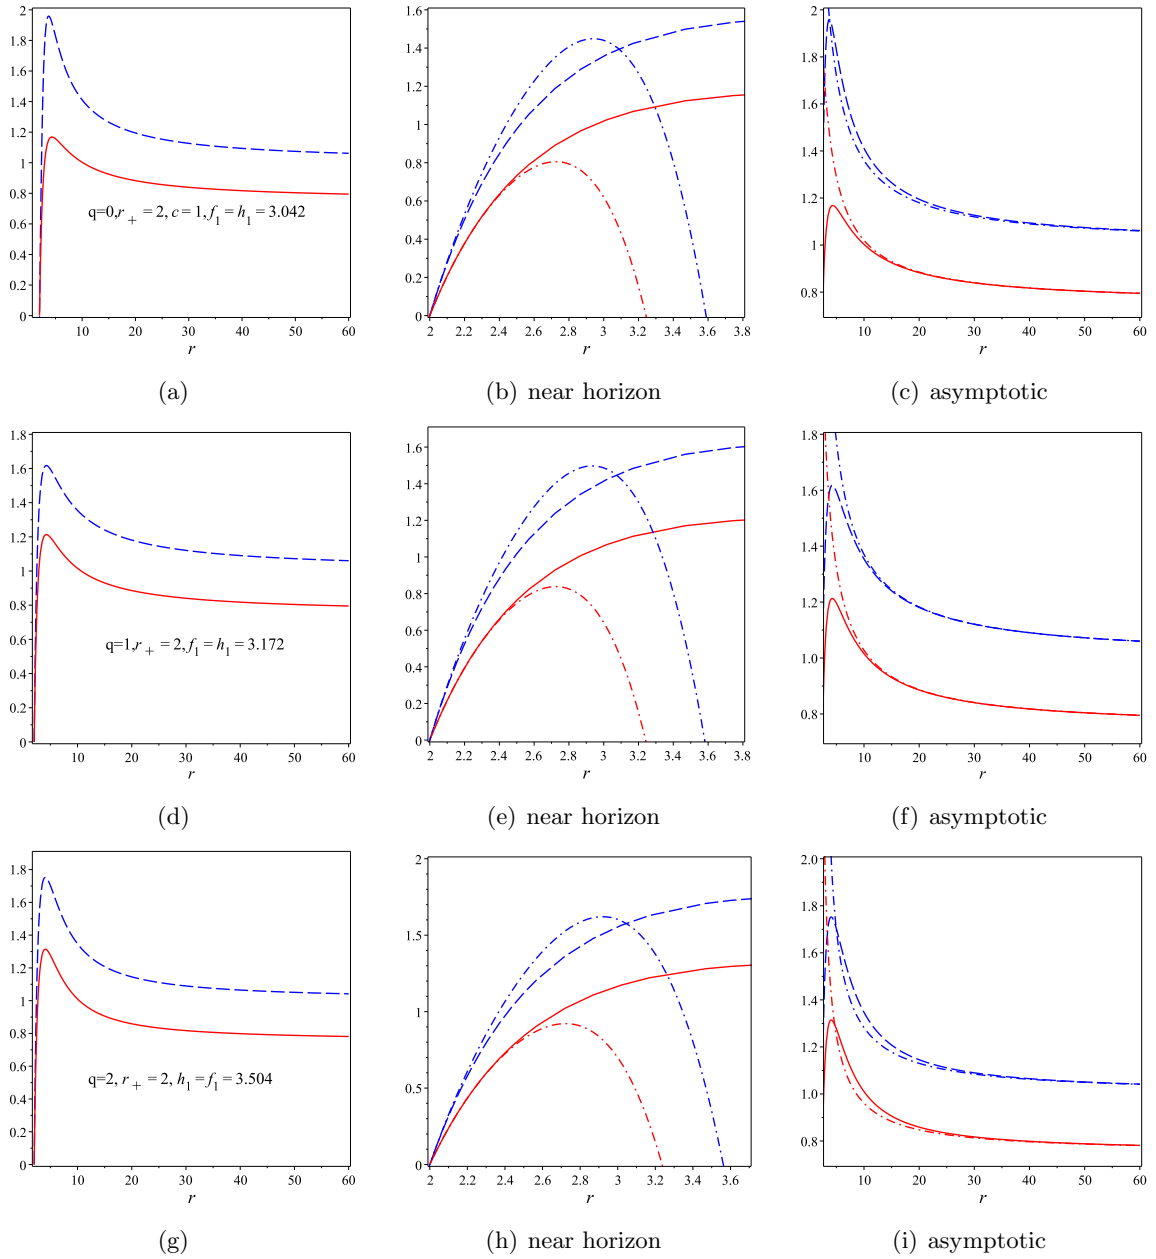 2
1.8
1.6
1.4
1.2
1
0.8
0.6
0.4
0.2
0
q=0,r+ = 2, c = 1, f1 = h1 = 3.042
10 20 30 40 50 60
r
(a)
1.6
1.4
1.2
1
0.8
0.6
0.4
0.2
0
2 2.2 2.4 2.6 2.8 3 3.2 3.4 3.6 3.8
r
(b) near horizon
2
1.8
1.6
1.4
1.2
1
0.8
10 20 30 40 50 60
r
(c) asymptotic
1.8
1.6
1.4
1.2
1
0.8
0.6
0.4
0.2
0
q=1,r+ = 2, f1 = h1 = 3.172
10 20 30 40 50 60
r
(d)
1.6
1.4
1.2
1
0.8
0.6
0.4
0.2
0
2 2.2 2.4 2.6 2.8 3 3.2 3.4 3.6 3.8
r
(e) near horizon
1.8
1.6
1.4
1.2
1
0.8
10 20 30 40 50 60
r
(f) asymptotic
1.8
1.6
1.4
1.2
1
0.8
0.6
0.4
0.2
0
q=2, r+ = 2, h1 = f1 = 3.504
10 20 30 40 50 60
r
(g)
2
1.5
1
0.5
0
2 2.2 2.4 2.6 2.8 3 3.2 3.4 3.6
r
(h) near horizon
2.0
1.8
1.6
1.4
1.2
1.0
0.8
10 20 30 40 50 60
r
(i) asymptotic